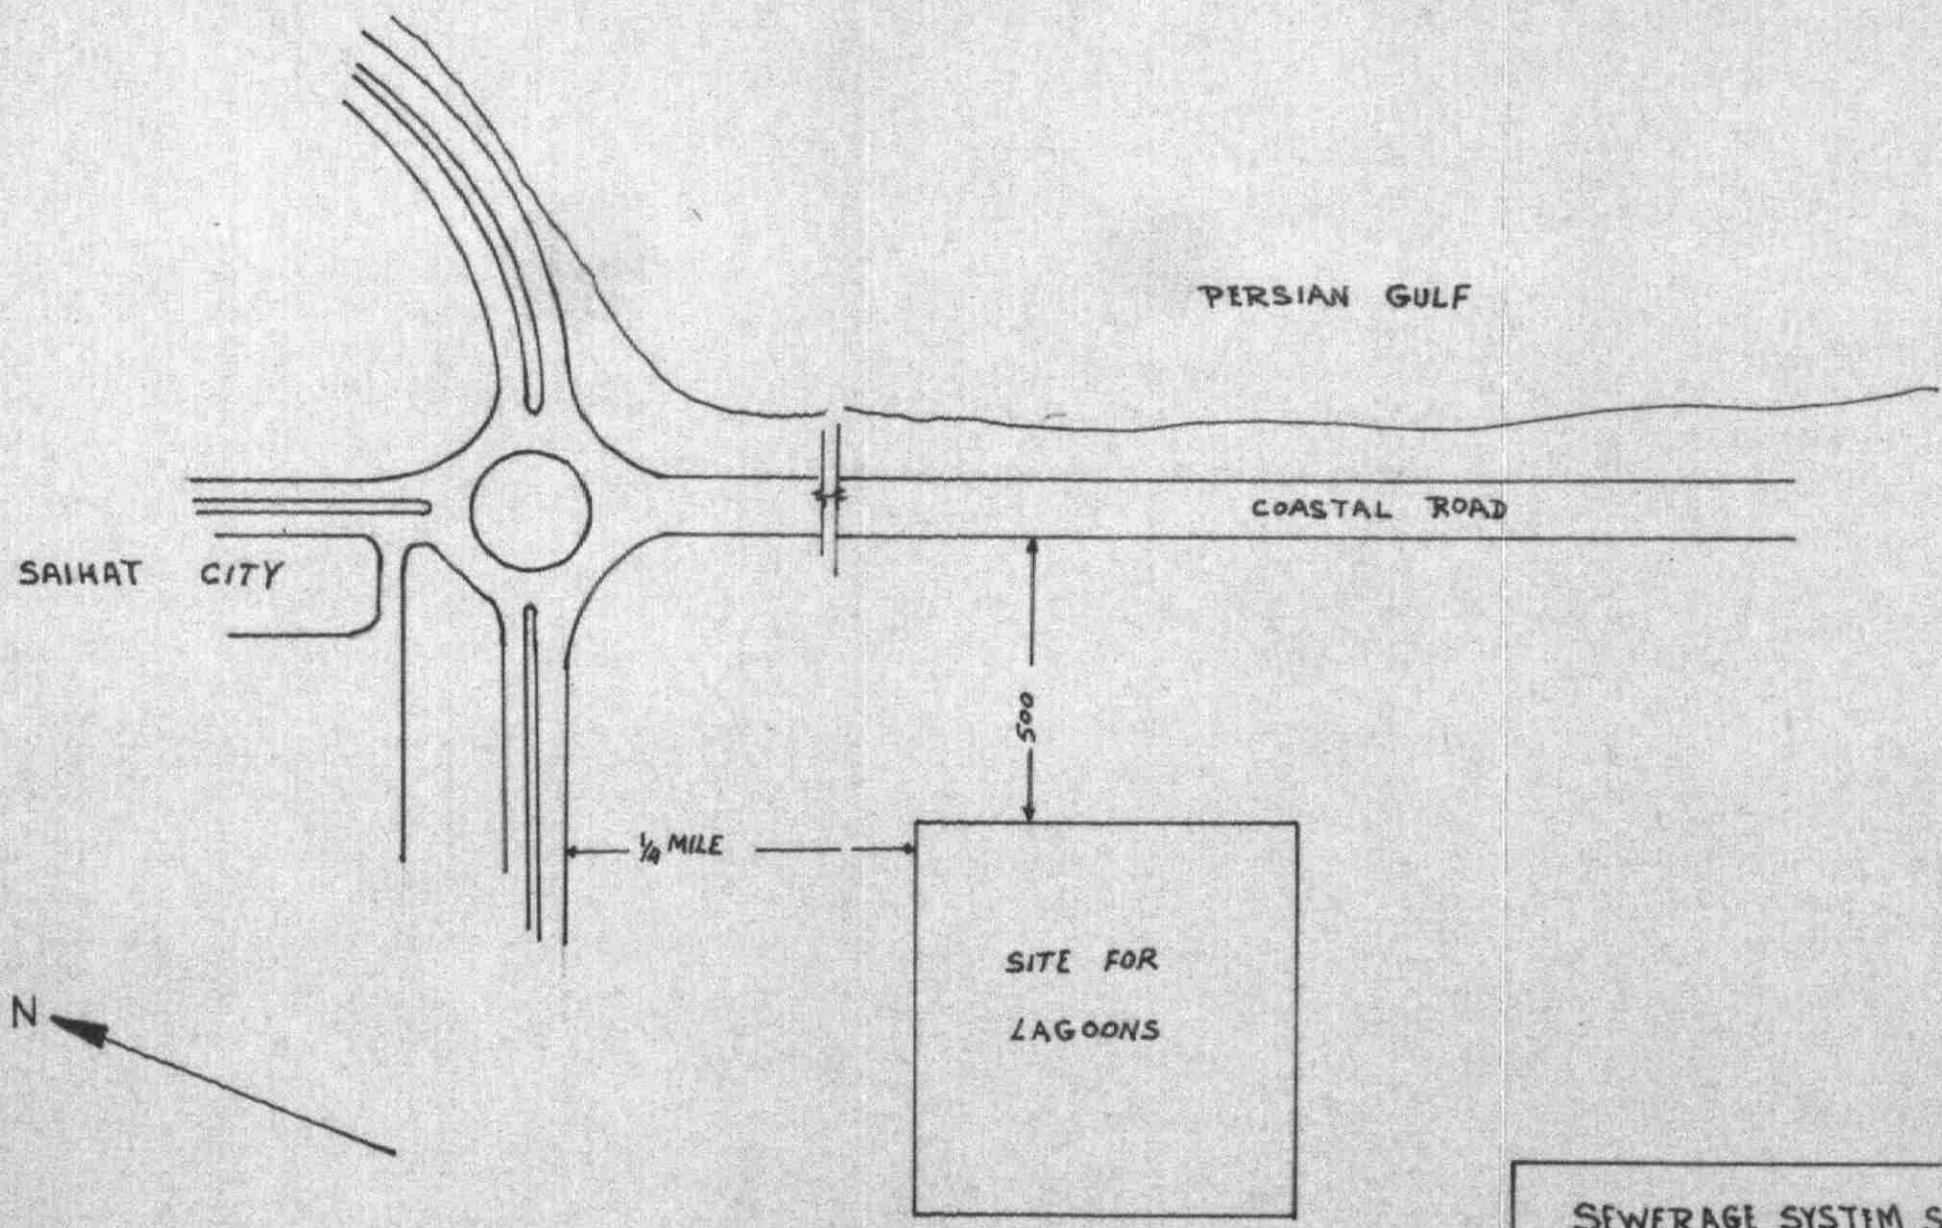 PERSIAN GULF
COASTAL ROAD
SAIHAT CITY
500
1/4 MILE
SITE FOR
LAGOONS
N
SEWERAGE SYSTEM S